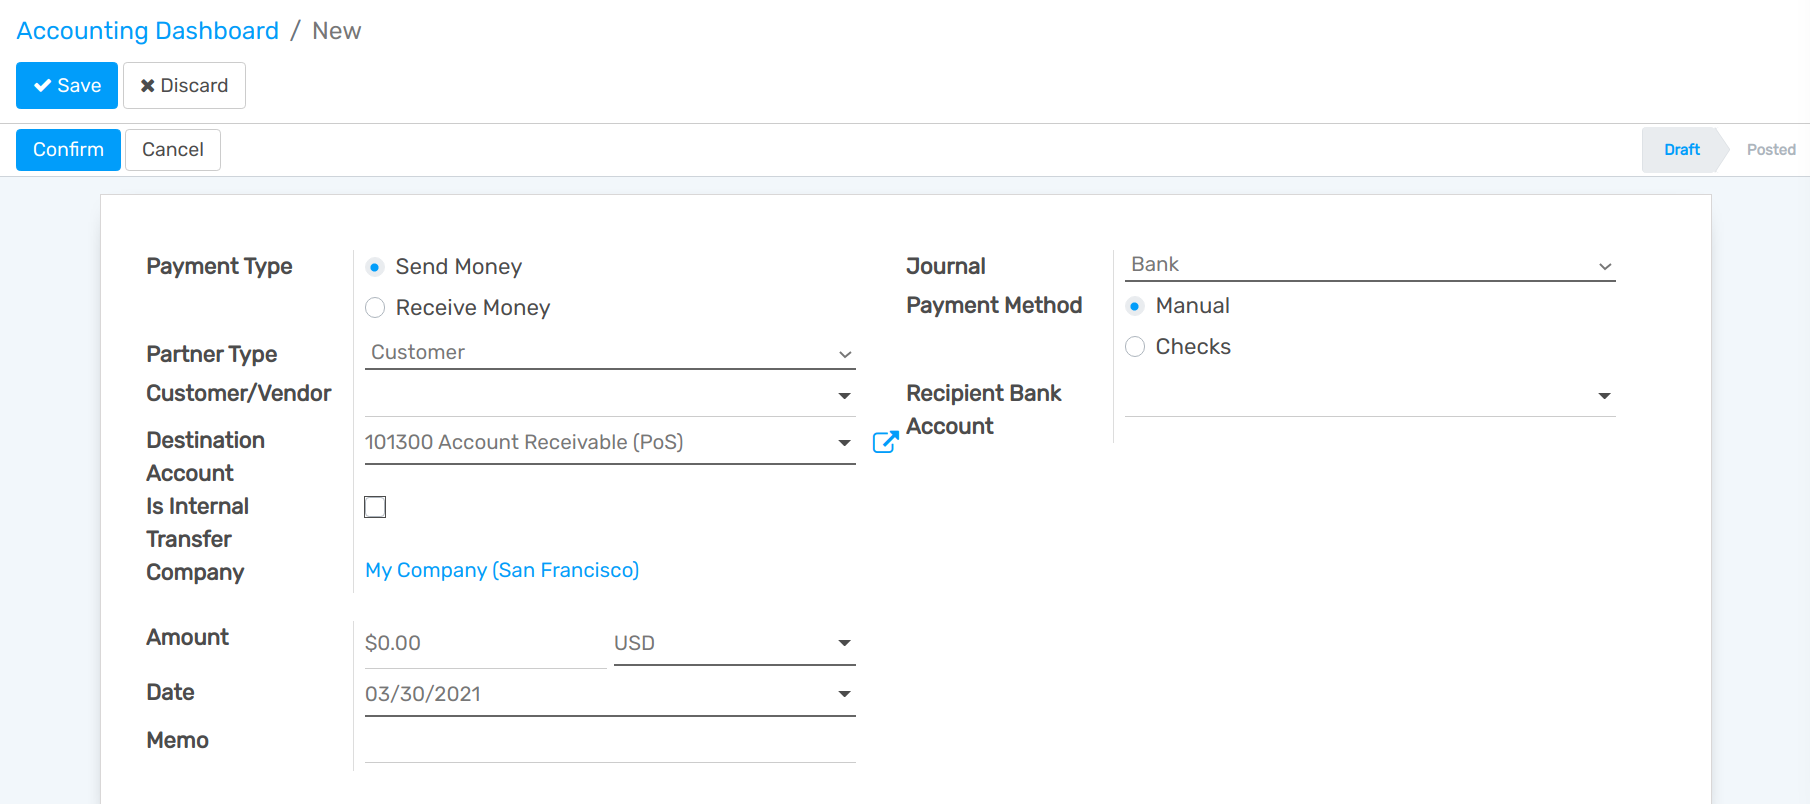 Accounting Dashboard / New
Save Discard
Confirm Cancel Draft Posted
Payment Type
Send Money
Receive Money
Partner Type Customer
Customer/Vendor
Destination Account 101300 Account Receivable (PoS)
Is Internal Transfer
Company My Company (San Francisco)
Journal Bank
Payment Method Manual
Checks
Recipient Bank Account
Amount $0.00 USD
Date 03/30/2021
Memo